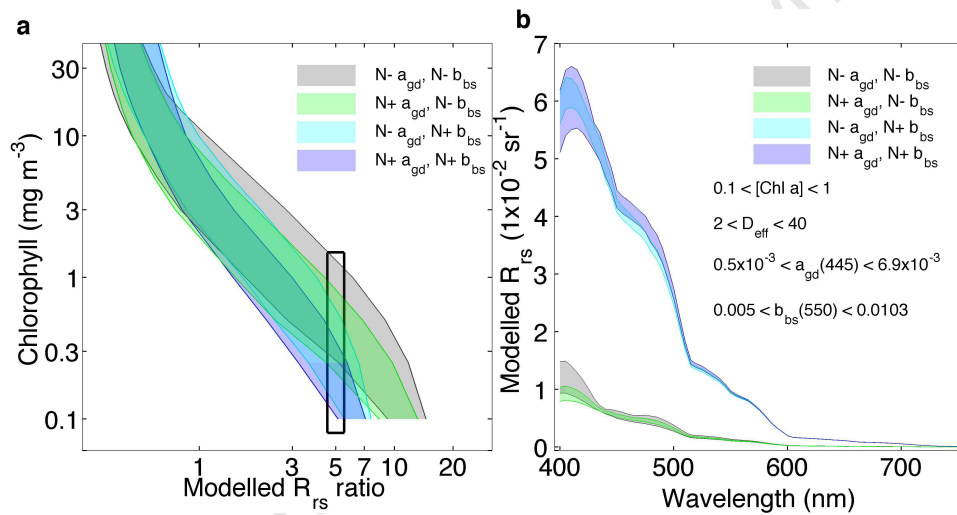 a
30
10
3
1
0.3
0.1
Chlorophyll (mg m-3)
N- agd, N- bbs
N+ agd, N- bbs
N- agd, N+ bbs
N+ agd, N+ bbs
1 3 5 7 10 20
Modelled Rrs ratio
b
7
6
5
4
3
2
1
0
Modelled Rrs (1x10-2 sr-1)
N- agd, N- bbs
N+ agd, N- bbs
N- agd, N+ bbs
N+ agd, N+ bbs
0.1 < [Chl a] < 1
2 < Deff < 40
0.5x10-3 < agd(445) < 6.9x10-3
0.005 < bbs(550) < 0.0103
400 500 600 700
Wavelength (nm)